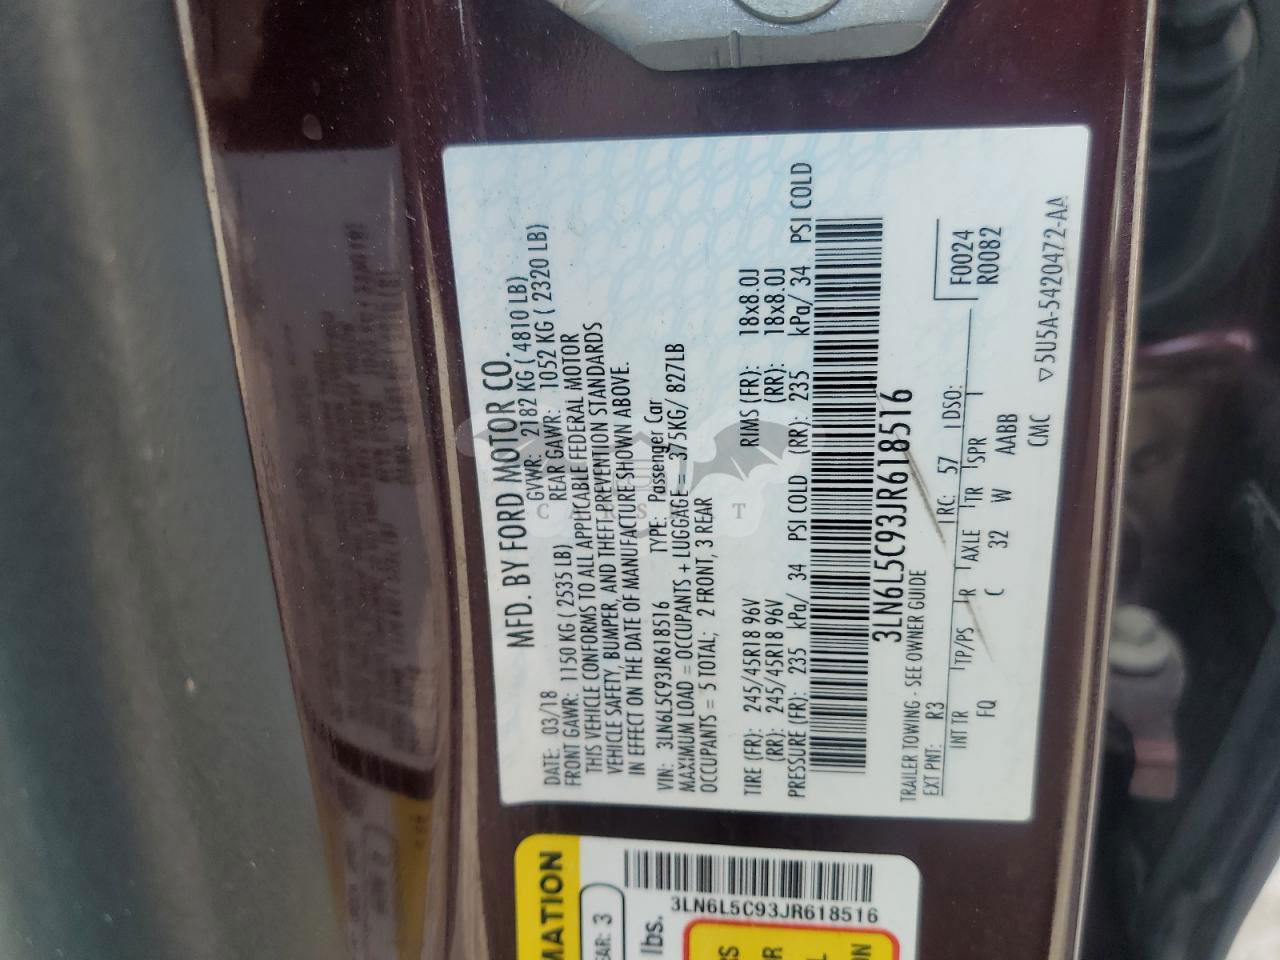 MFD. BY FORD MOTOR CO.
DATE: 03/18 GVWR: 2182 KG ( 4810 LB)
FRONT GAWR: 1150 KG ( 2535 LB) REAR GAWR: 1052 KG ( 2320 LB)
THIS VEHICLE CONFORMS TO ALL APPLICABLE FEDERAL MOTOR
VEHICLE SAFETY, BUMPER, AND THEFT PREVENTION STANDARDS
IN EFFECT ON THE DATE OF MANUFACTURE SHOWN ABOVE.
VIN: 3LN6L5C93JR618516 TYPE: Passenger Car
MAXIMUM LOAD = OCCUPANTS + LUGGAGE = 375KG/ 827LB
OCCUPANTS = 5 TOTAL; 2 FRONT, 3 REAR
TIRE (FR): 245/45R18 96V RIMS (FR): 18x8.0J
(RR): 245/45R18 96V (RR): 18x8.0J
PRESSURE (FR): 235 kPa/ 34 PSI COLD (RR): 235 kPa/ 34 PSI COLD
3LN6L5C93JR618516
TRAILER TOWING - SEE OWNER GUIDE
EXT PNT: R3 RC: 57 DSO:
F0024
R0082
INT TR TP/PS R AXLE TR SPR
FQ C 32 W AABB
CMC
▽5U5A-5420472-AA
MATION
EAR: 3
lbs.
3LN6L5C93JR618516
RS
R
L
ON